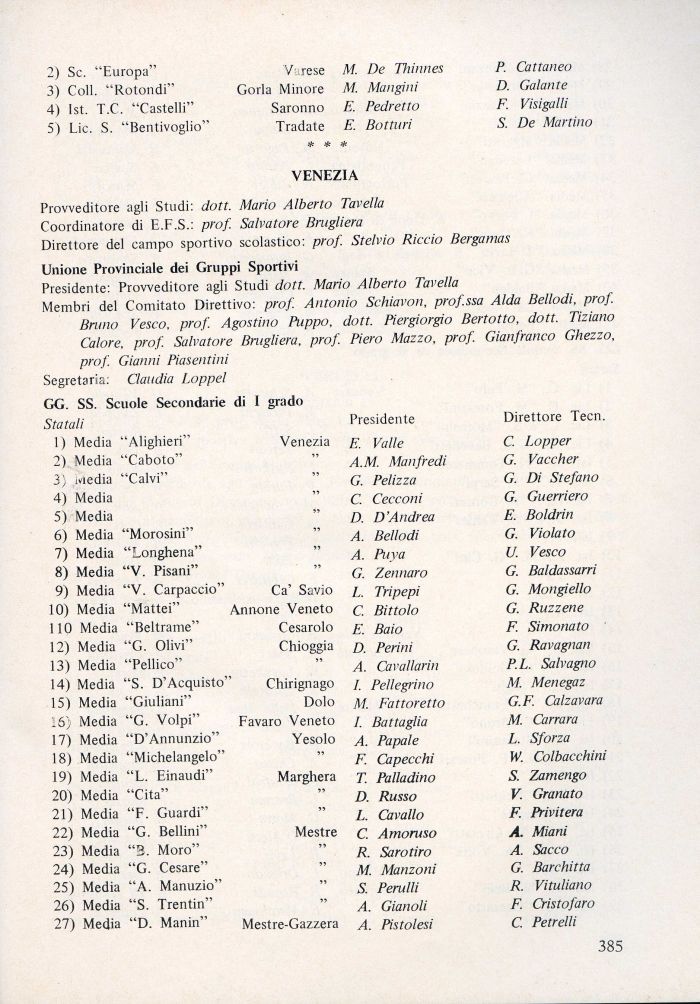 2) Sc. “Europa” Varese M. De Thinnes P. Cattaneo
3) Coll. “Rotondi” Gorla Minore M. Mangini D. Galante
4) Ist. T.C. “Castelli” Saronno E. Pedretto F. Visigalli
5) Lic. S. “Bentivoglio” Tradate E. Botturi S. De Martino
* * *
VENEZIA
Provveditore agli Studi: dott. Mario Alberto Tavella
Coordinatore di E.F.S.: prof. Salvatore Brugliera
Direttore del campo sportivo scolastico: prof. Stelvio Riccio Bergamas
Unione Provinciale dei Gruppi Sportivi
Presidente: Provveditore agli Studi dott. Mario Alberto Tavella
Membri del Comitato Direttivo: prof. Antonio Schiavon, prof.ssa Alda Bellodi, prof.
Bruno Vesco, prof. Agostino Puppo, dott. Piergiorgio Bertotto, dott. Tiziano
Calore, prof. Salvatore Brugliera, prof. Piero Mazzo, prof. Gianfranco Ghezzo,
prof. Gianni Piasentini
Segretaria: Claudia Loppel
GG. SS. Scuole Secondarie di I grado
Statali Presidente Direttore Tecn.
1) Media “Alighieri” Venezia E. Valle C. Lopper
2) Media “Caboto” ” A.M. Manfredi G. Vaccher
3) Media “Calvi” ” G. Pelizza G. Di Stefano
4) Media ” C. Cecconi G. Guerriero
5) Media ” D. D’Andrea E. Boldrin
6) Media “Morosini” ” A. Bellodi G. Violato
7) Media “Longhena” ” A. Puya U. Vesco
8) Media “V. Pisani” ” G. Zennaro G. Baldassarri
9) Media “V. Carpaccio” Ca’ Savio L. Tripepi G. Mongiello
10) Media “Mattei” Annone Veneto C. Bittolo G. Ruzzene
110 Media “Beltrame” Cesarolo E. Baio F. Simonato
12) Media “G. Olivi” Chioggia D. Perini G. Ravagnan
13) Media “Pellico” ” A. Cavallarin P.L. Salvagno
14) Media “S. D’Acquisto” Chirignago I. Pellegrino M. Menegaz
15) Media “Giuliani” Dolo M. Fattoretto G.F. Calzavara
16) Media “G. Volpi” Favaro Veneto I. Battaglia M. Carrara
17) Media “D’Annunzio” Yesolo A. Papale L. Sforza
18) Media “Michelangelo” ” F. Capecchi W. Colbacchini
19) Media “L. Einaudi” Marghera T. Palladino S. Zamengo
20) Media “Cita” ” D. Russo V. Granato
21) Media “F. Guardi” ” L. Cavallo F. Privitera
22) Media “G. Bellini” Mestre C. Amoruso A. Miani
23) Media “B. Moro” ” R. Sarotiro A. Sacco
24) Media “G. Cesare” ” M. Manzoni G. Barchitta
25) Media “A. Manuzio” ” S. Perulli R. Vituliano
26) Media “S. Trentin” ” A. Gianoli F. Cristofaro
27) Media “D. Manin” Mestre-Gazzera A. Pistolesi C. Petrelli
385